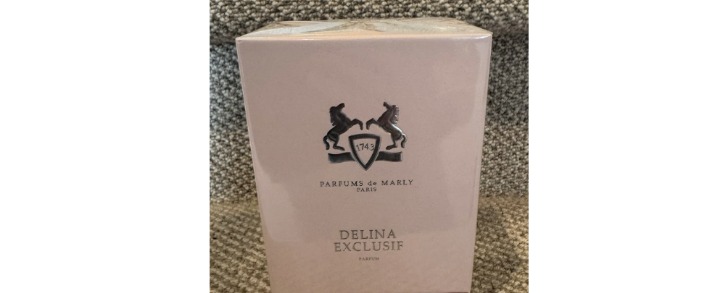 1743
PARFUMS de MARLY
PARIS
DELINA
EXCLUSIF
PARFUM